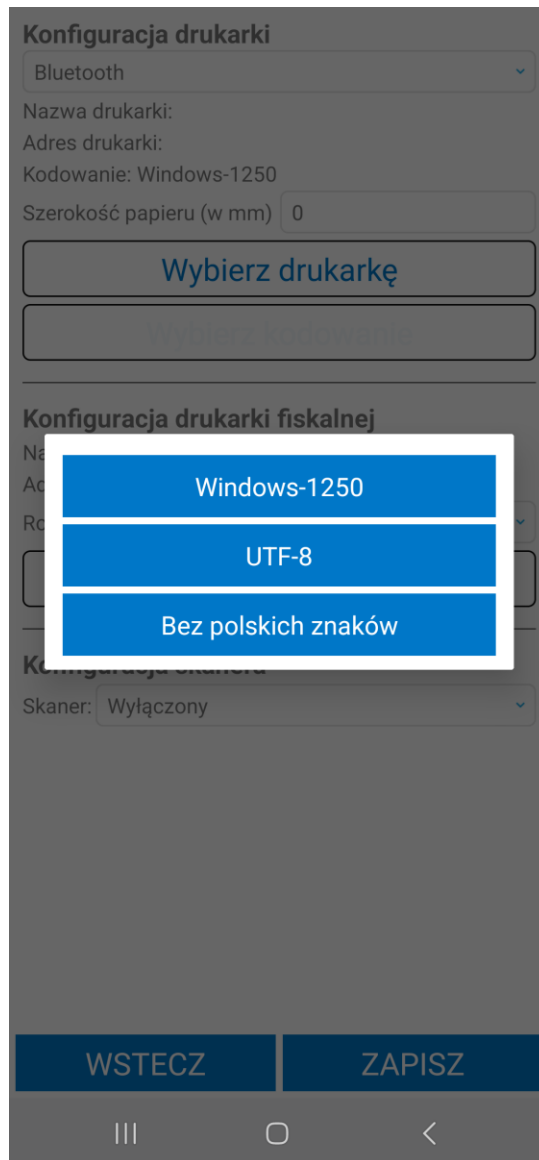 Konfiguracja drukarki
Bluetooth
Nazwa drukarki:
Adres drukarki:
Kodowanie: Windows-1250
Szerokość papieru (w mm) 0
Wybierz drukarkę
Wybierz kodowanie
Konfiguracja drukarki fiskalnej
Windows-1250
UTF-8
Bez polskich znaków
Skaner: Wyłączony
WSTECZ ZAPISZ